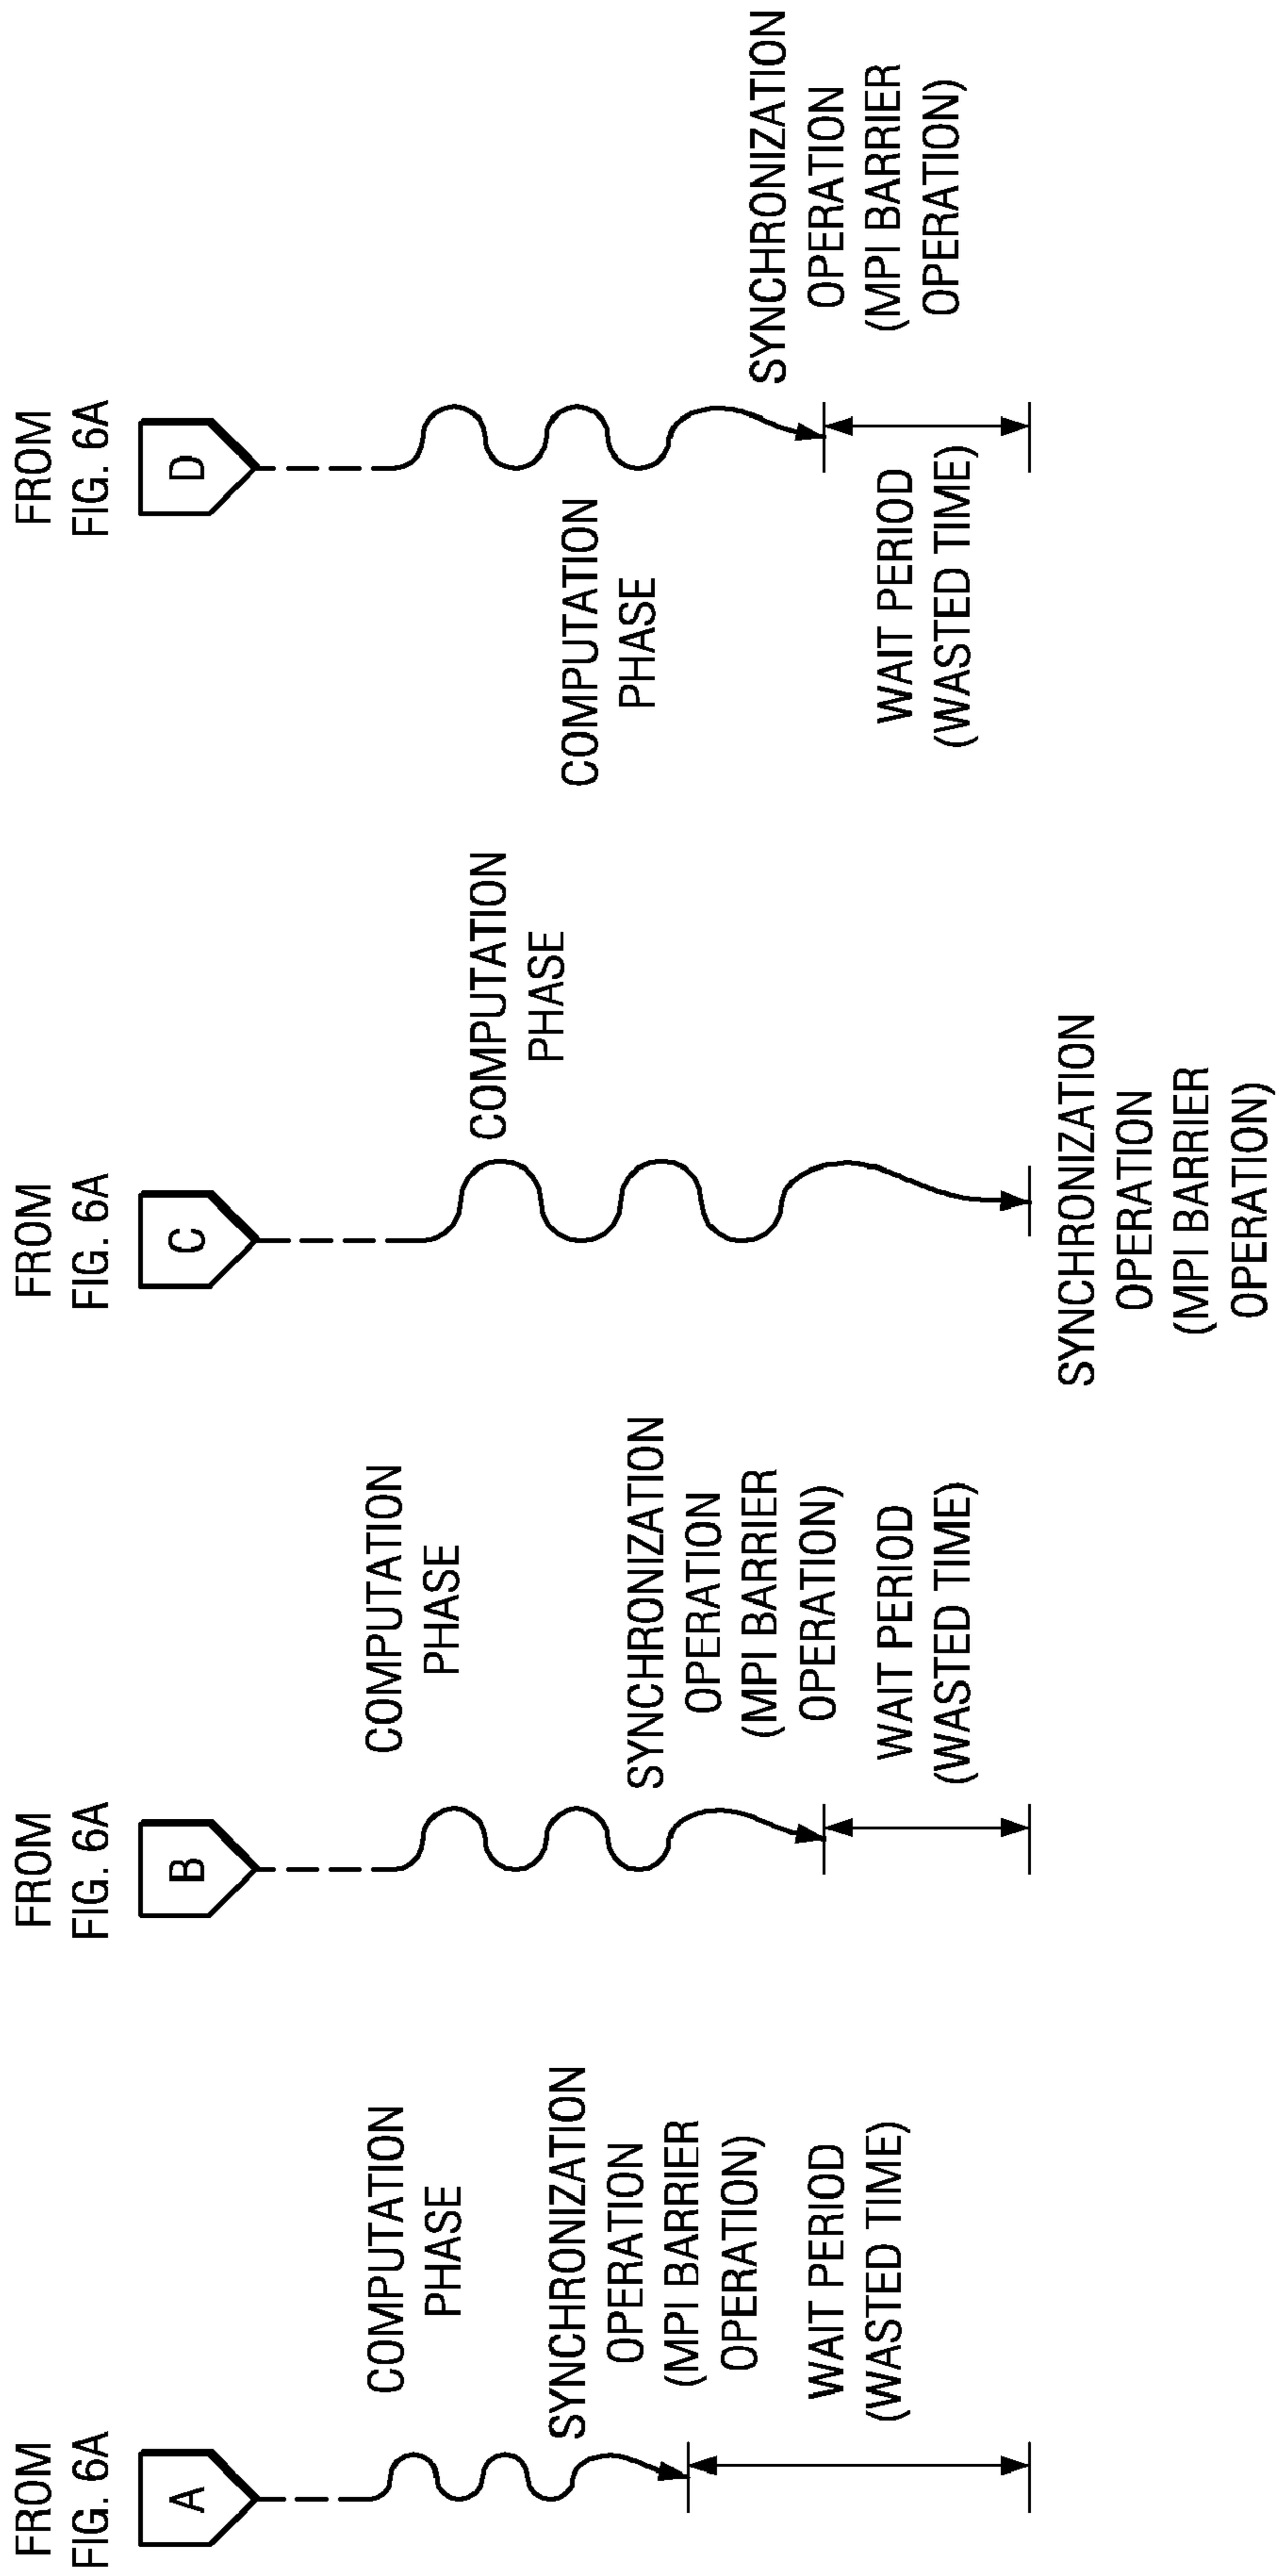 FROM
FIG. 6A
A
COMPUTATION
PHASE
SYNCHRONIZATION
OPERATION
(MPI BARRIER
OPERATION)
WAIT PERIOD
(WASTED TIME)
FROM
FIG. 6A
B
COMPUTATION
PHASE
SYNCHRONIZATION
OPERATION
(MPI BARRIER
OPERATION)
WAIT PERIOD
(WASTED TIME)
FROM
FIG. 6A
C
COMPUTATION
PHASE
SYNCHRONIZATION
OPERATION
(MPI BARRIER
OPERATION)
FROM
FIG. 6A
D
COMPUTATION
PHASE
SYNCHRONIZATION
OPERATION
(MPI BARRIER
OPERATION)
WAIT PERIOD
(WASTED TIME)